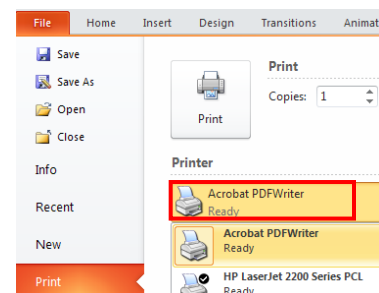 File Home Insert Design Transitions Animat
Save
Save As
Open
Close
Info
Recent
New
Print
Print
Print
Copies: 1
Printer
Acrobat PDFWriter
Ready
Acrobat PDFWriter
Ready
HP LaserJet 2200 Series PCL
Ready